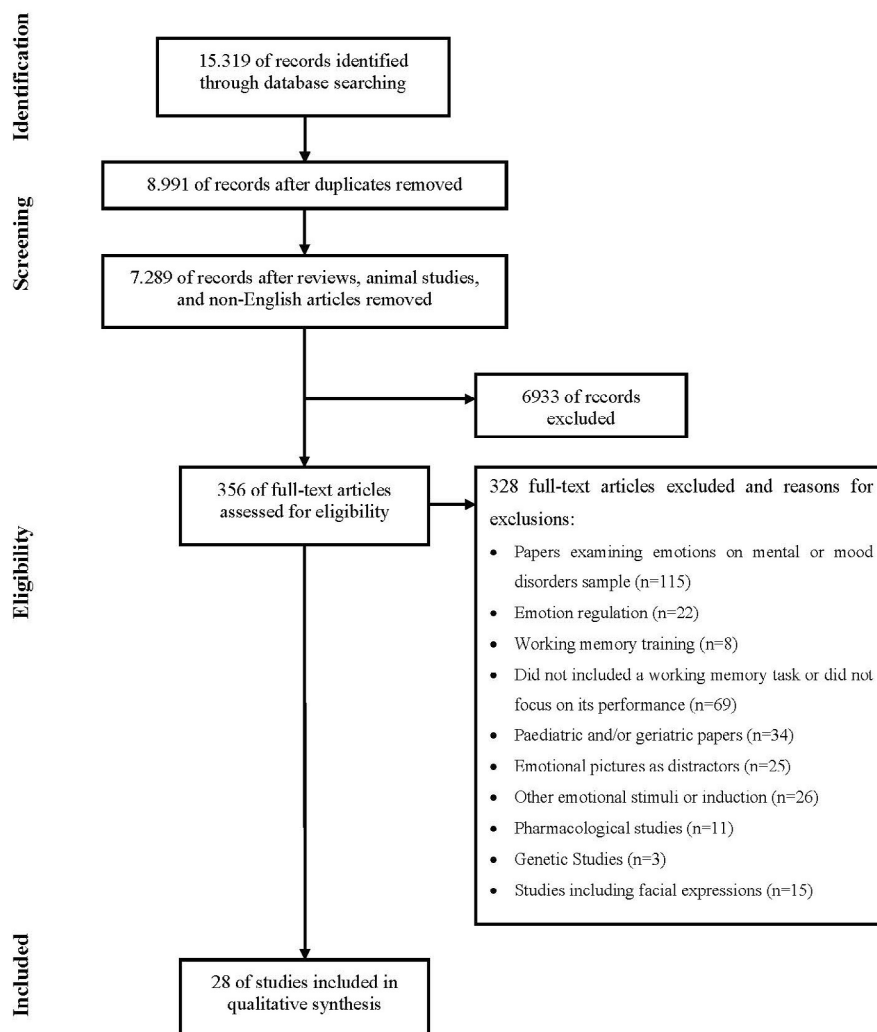 Identification
15.319 of records identified
through database searching
Screening
8.991 of records after duplicates removed
7.289 of records after reviews, animal studies,
and non-English articles removed
6933 of records
excluded
Eligibility
356 of full-text articles
assessed for eligibility
328 full-text articles excluded and reasons for
exclusions:
• Papers examining emotions on mental or mood
disorders sample (n=115)
• Emotion regulation (n=22)
• Working memory training (n=8)
• Did not included a working memory task or did not
focus on its performance (n=69)
• Paediatric and/or geriatric papers (n=34)
• Emotional pictures as distractors (n=25)
• Other emotional stimuli or induction (n=26)
• Pharmacological studies (n=11)
• Genetic Studies (n=3)
• Studies including facial expressions (n=15)
Included
28 of studies included in
qualitative synthesis